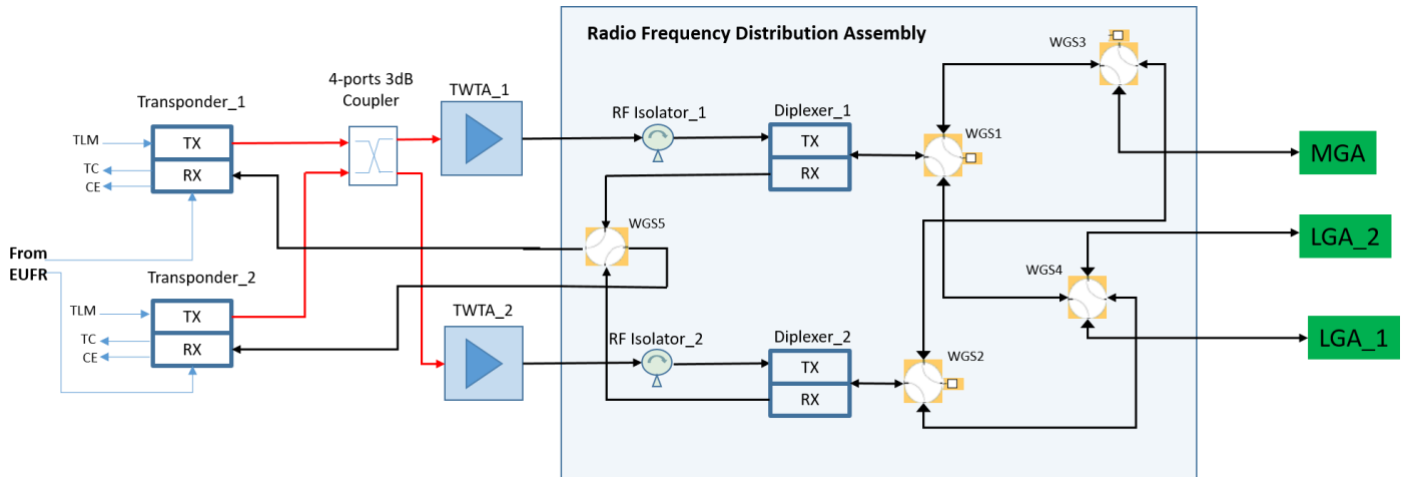 Radio Frequency Distribution Assembly
WGS3
4-ports 3dB
Coupler
TWTA_1
Transponder_1
RF Isolator_1
Diplexer_1
TLM
TX
TX
WGS1
MGA
TC
RX
RX
CE
WGS5
LGA_2
From
EUFR
Transponder_2
WGS4
TLM
TX
TWTA_2
RF Isolator_2
Diplexer_2
LGA_1
TC
RX
CE
TX
WGS2
RX